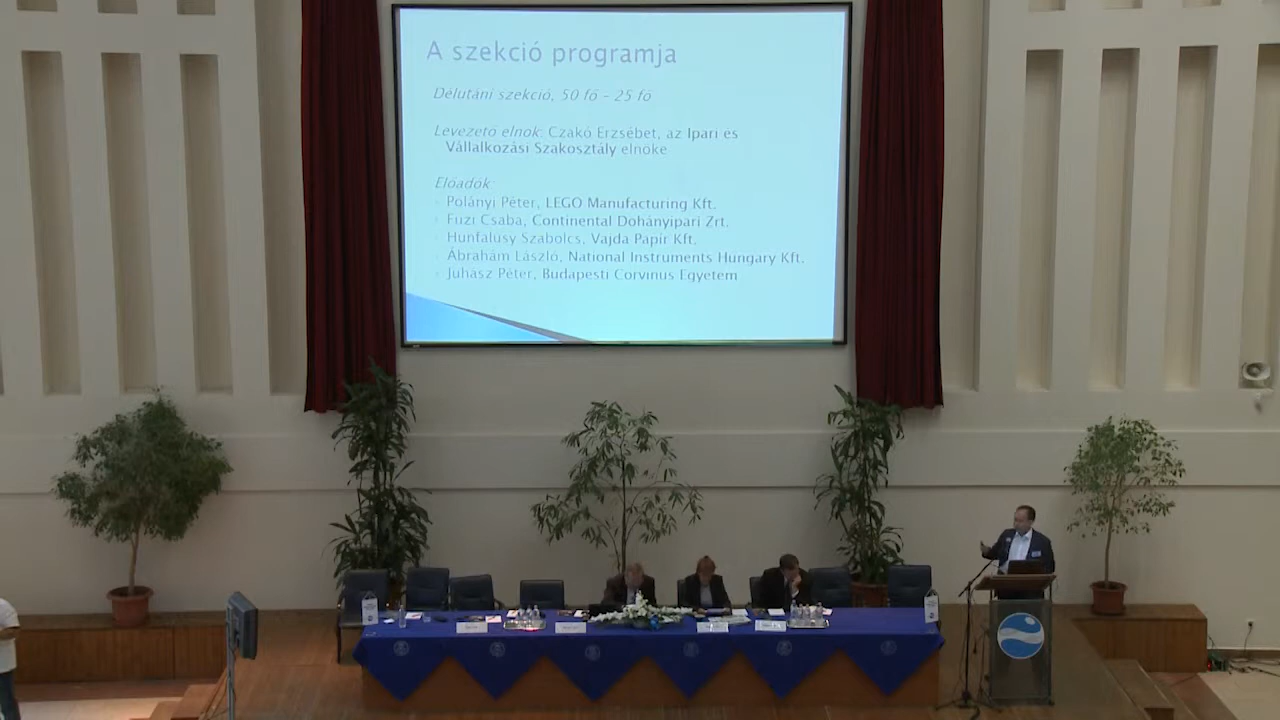 A szekció programja
Délutáni szekció, 50 fő – 25 fő
Levezető elnök: Czakó Erzsébet, az Ipari és
Vállalkozási Szakosztály elnöke
Előadók:
Polányi Péter, LEGO Manufacturing Kft.
Füzi Csaba, Continental Dohányipari Zrt.
Hunfalusy Szabolcs, Vajda Papír Kft.
Ábrahám László, National Instruments Hungary Kft.
Juhász Péter, Budapesti Corvinus Egyetem